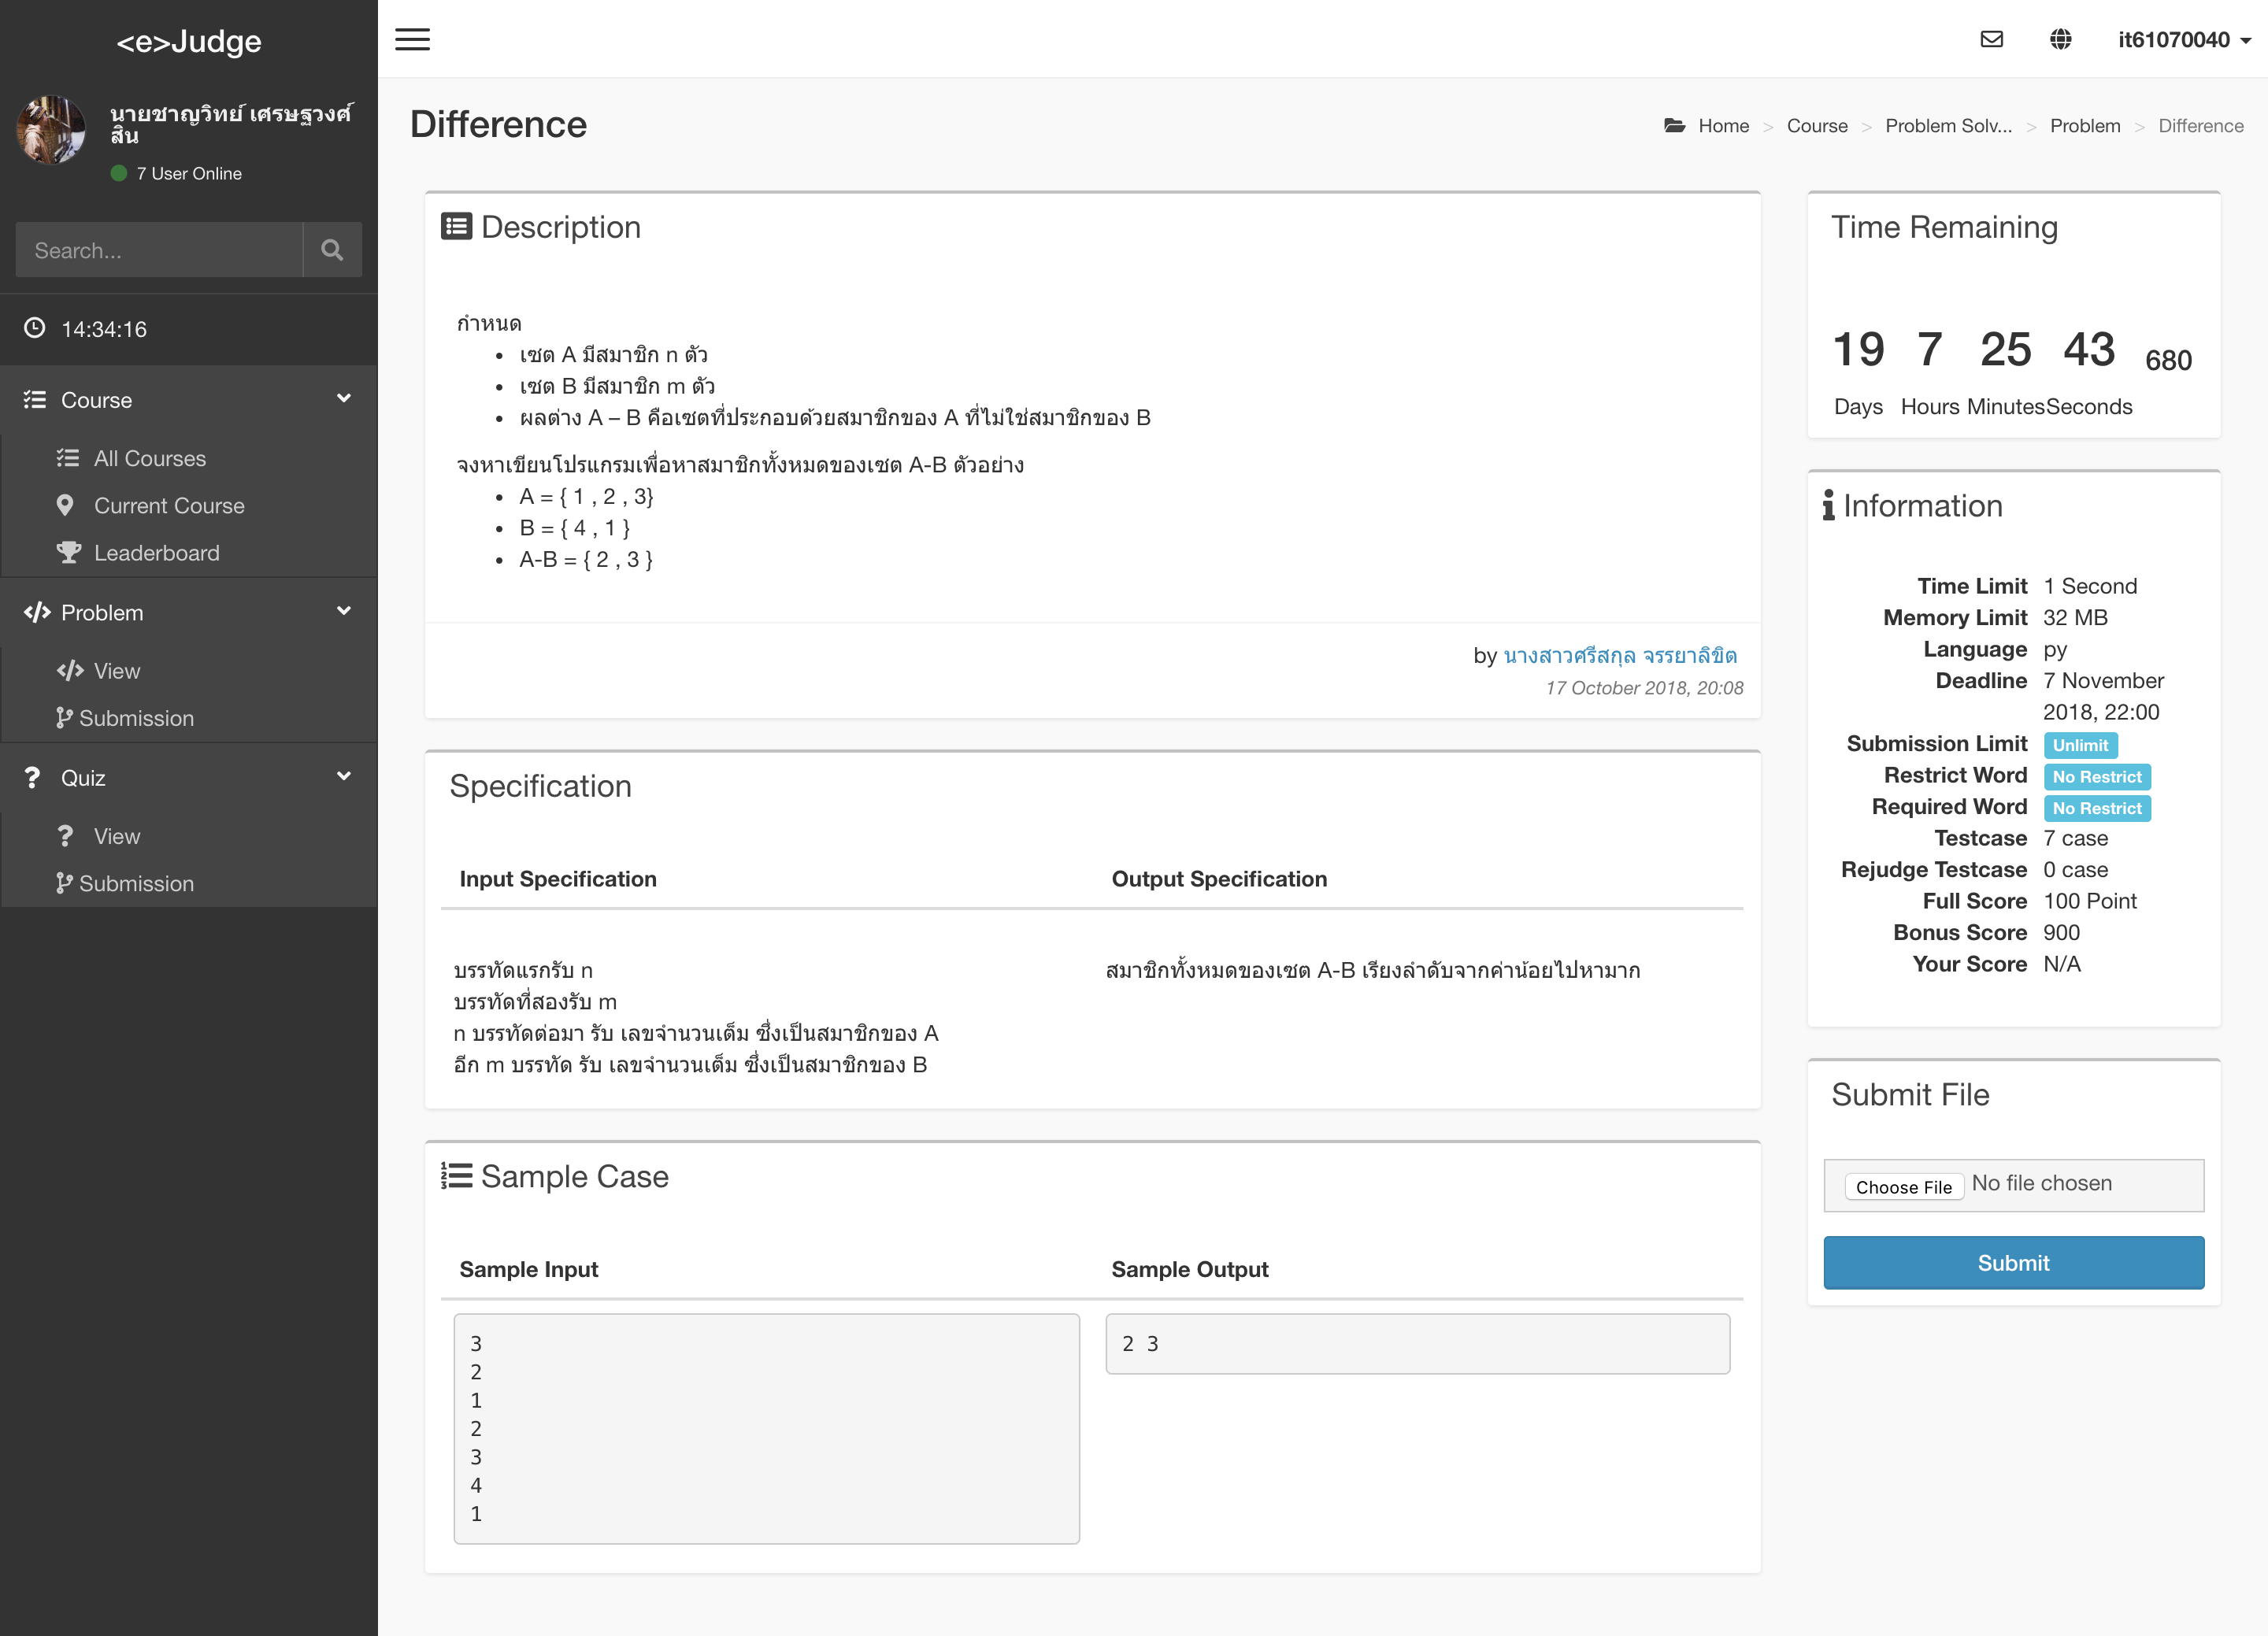 <e>Judge
it61070040
นายชาญวิทย์ เศรษฐวงศ์
สิน
7 User Online
Search...
14:34:16
Course
All Courses
Current Course
Leaderboard
Problem
View
Submission
Quiz
View
Submission
Difference
Home > Course > Problem Solv... > Problem > Difference
Description
กำหนด
• เซต A มีสมาชิก n ตัว
• เซต B มีสมาชิก m ตัว
• ผลต่าง A – B คือเซตที่ประกอบด้วยสมาชิกของ A ที่ไม่ใช่สมาชิกของ B
จงหาเขียนโปรแกรมเพื่อหาสมาชิกทั้งหมดของเซต A-B ตัวอย่าง
• A = { 1 , 2 , 3}
• B = { 4 , 1 }
• A-B = { 2 , 3 }
by นางสาวศรีสกุล จรรยาลิขิต
17 October 2018, 20:08
Specification
Input Specification
Output Specification
บรรทัดแรกรับ n
บรรทัดที่สองรับ m
n บรรทัดต่อมา รับ เลขจำนวนเต็ม ซึ่งเป็นสมาชิกของ A
อีก m บรรทัด รับ เลขจำนวนเต็ม ซึ่งเป็นสมาชิกของ B
สมาชิกทั้งหมดของเซต A-B เรียงลำดับจากค่าน้อยไปหามาก
Sample Case
Sample Input
Sample Output
3
2
1
2
3
4
1
2 3
Time Remaining
19 7 25 43 680
Days Hours Minutes Seconds
Information
Time Limit 1 Second
Memory Limit 32 MB
Language py
Deadline 7 November
2018, 22:00
Submission Limit Unlimit
Restrict Word No Restrict
Required Word No Restrict
Testcase 7 case
Rejudge Testcase 0 case
Full Score 100 Point
Bonus Score 900
Your Score N/A
Submit File
Choose File No file chosen
Submit